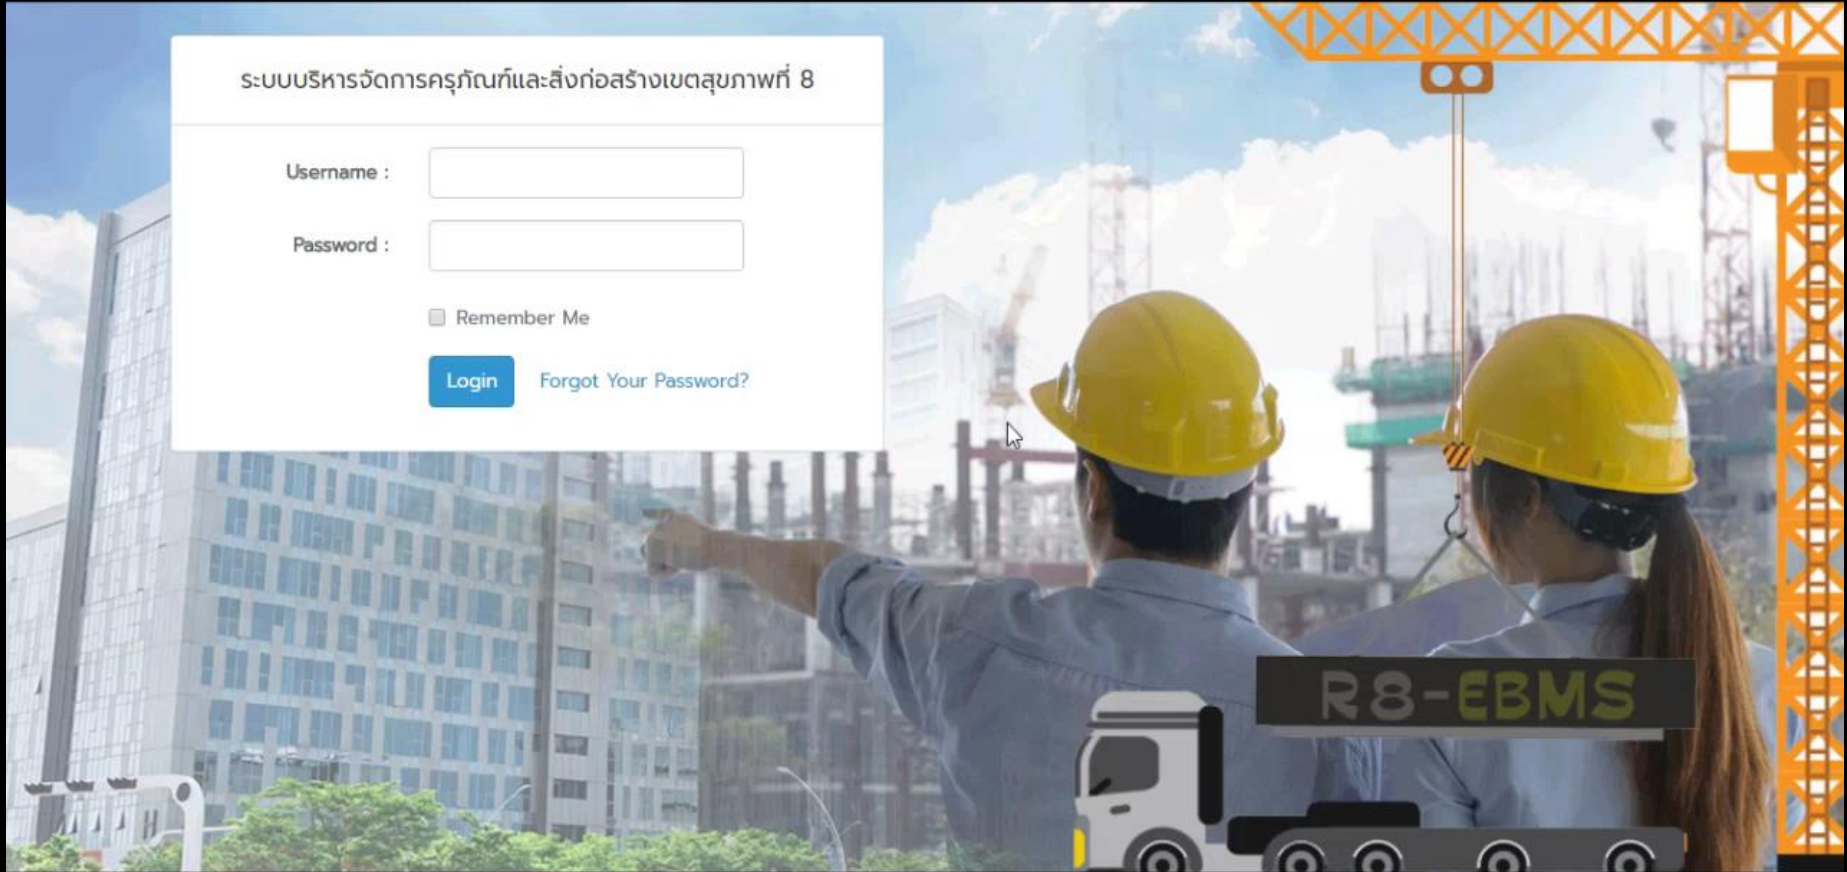 ระบบบริหารจัดการครุภัณฑ์และสิ่งก่อสร้างเขตสุขภาพที่ 8
Username :
Password :
Remember Me
Login Forgot Your Password?
R8-EBMS